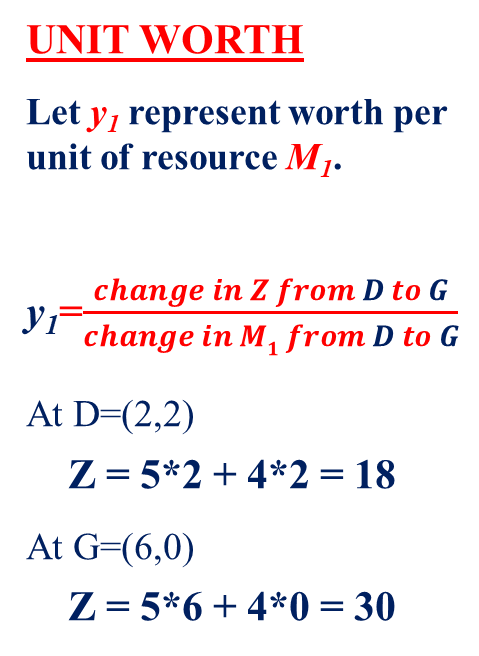 UNIT WORTH
Let y₁ represent worth per
unit of resource M₁.
y₁= change in Z from D to G
change in M₁ from D to G
At D=(2,2)
Z = 5*2 + 4*2 = 18
At G=(6,0)
Z = 5*6 + 4*0 = 30